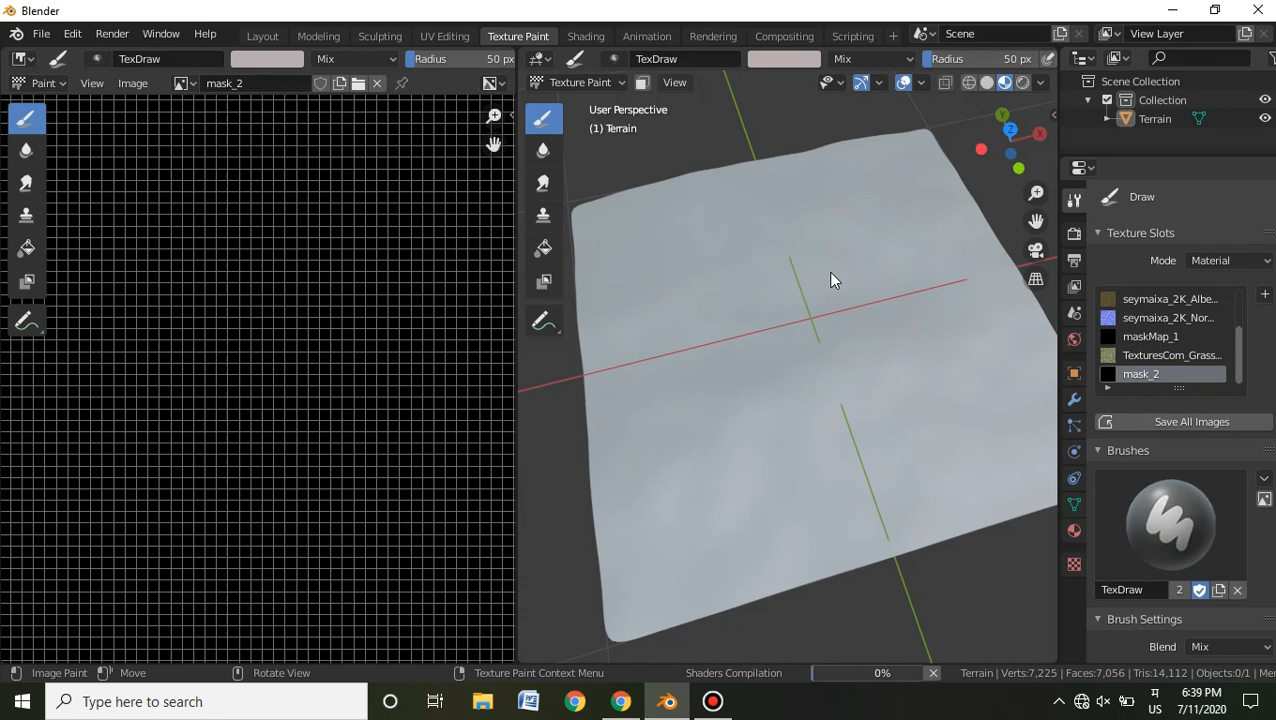 Blender
File Edit Render Window Help Layout Modeling Sculpting UV Editing Texture Paint Shading Animation Rendering Compositing Scripting + Scene View Layer
TexDraw Mix Radius 50 px TexDraw Mix Radius 50 px
Paint View Image mask_2 Texture Paint View
Scene Collection
Collection
Terrain
User Perspective
(1) Terrain
Y
Z
X
Draw
Texture Slots
Mode Material
seymaixa_2K_Albe...
seymaixa_2K_Nor...
maskMap_1
TexturesCom_Grass...
mask_2
Save All Images
Brushes
TexDraw 2
Brush Settings
Blend Mix
Image Paint Move Rotate View Texture Paint Context Menu Shaders Compilation 0% Terrain | Verts:7,225 | Faces:7,056 | Tris:14,112 | Objects:0/1 | Mem
Type here to search
म
US
6:39 PM
7/11/2020